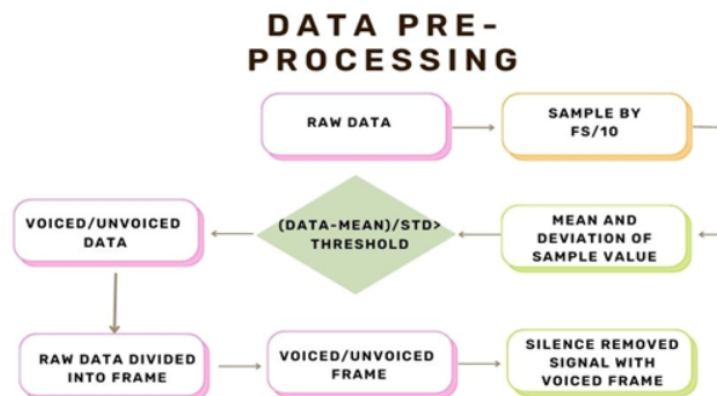 DATA PRE-
PROCESSING
RAW DATA
SAMPLE BY
FS/10
MEAN AND
DEVIATION OF
SAMPLE VALUE
(DATA-MEAN)/STD>
THRESHOLD
VOICED/UNVOICED
DATA
RAW DATA DIVIDED
INTO FRAME
VOICED/UNVOICED
FRAME
SILENCE REMOVED
SIGNAL WITH
VOICED FRAME